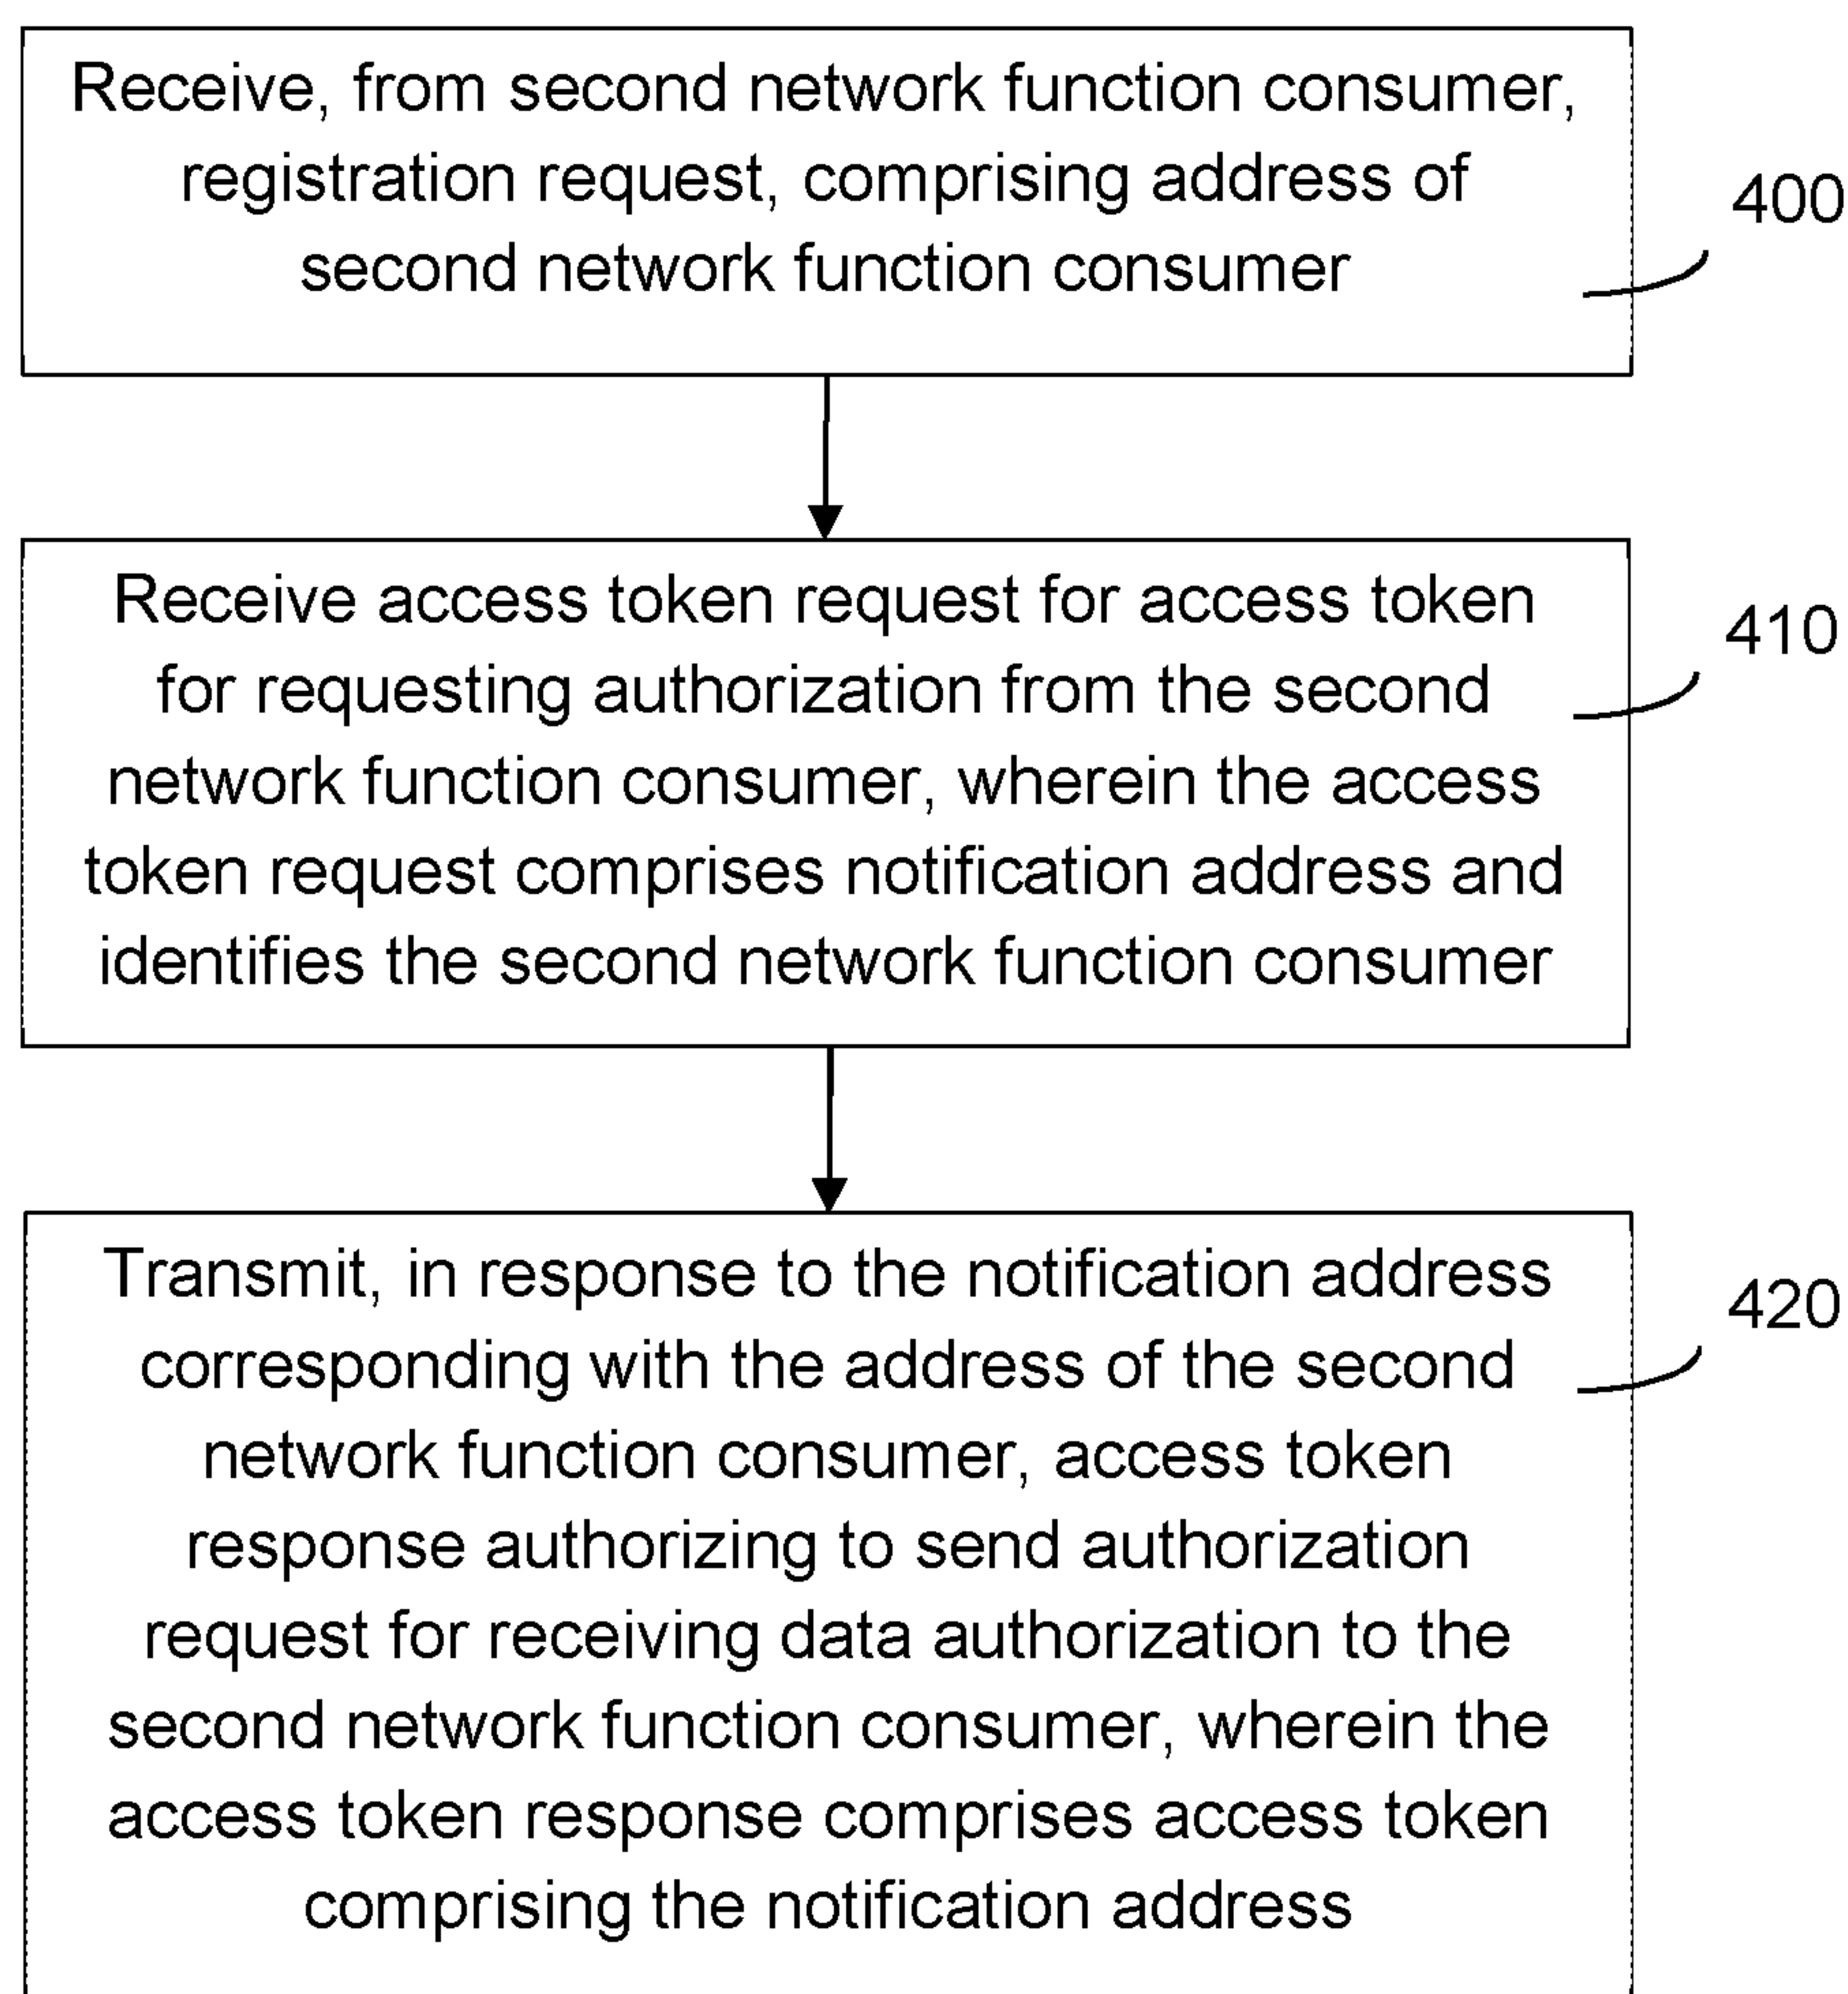 Receive, from second network function consumer,
registration request, comprising address of
second network function consumer
400
Receive access token request for access token
for requesting authorization from the second
network function consumer, wherein the access
token request comprises notification address and
identifies the second network function consumer
410
Transmit, in response to the notification address
corresponding with the address of the second
network function consumer, access token
response authorizing to send authorization
request for receiving data authorization to the
second network function consumer, wherein the
access token response comprises access token
comprising the notification address
420